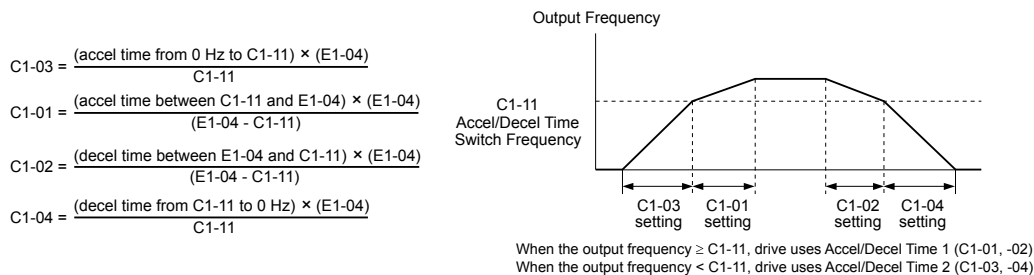 C1-03 = (accel time from 0 Hz to C1-11) × (E1-04)
C1-11
C1-01 = (accel time between C1-11 and E1-04) × (E1-04)
(E1-04 - C1-11)
C1-02 = (decel time between E1-04 and C1-11) × (E1-04)
(E1-04 - C1-11)
C1-04 = (decel time from C1-11 to 0 Hz) × (E1-04)
C1-11
Output Frequency
C1-11
Accel/Decel Time
Switch Frequency
C1-03 setting
C1-01 setting
C1-02 setting
C1-04 setting
When the output frequency ≥ C1-11, drive uses Accel/Decel Time 1 (C1-01, -02)
When the output frequency < C1-11, drive uses Accel/Decel Time 2 (C1-03, -04)